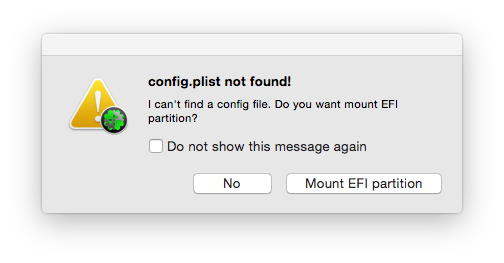 config.plist not found!
I can't find a config file. Do you want mount EFI
partition?
Do not show this message again
No
Mount EFI partition